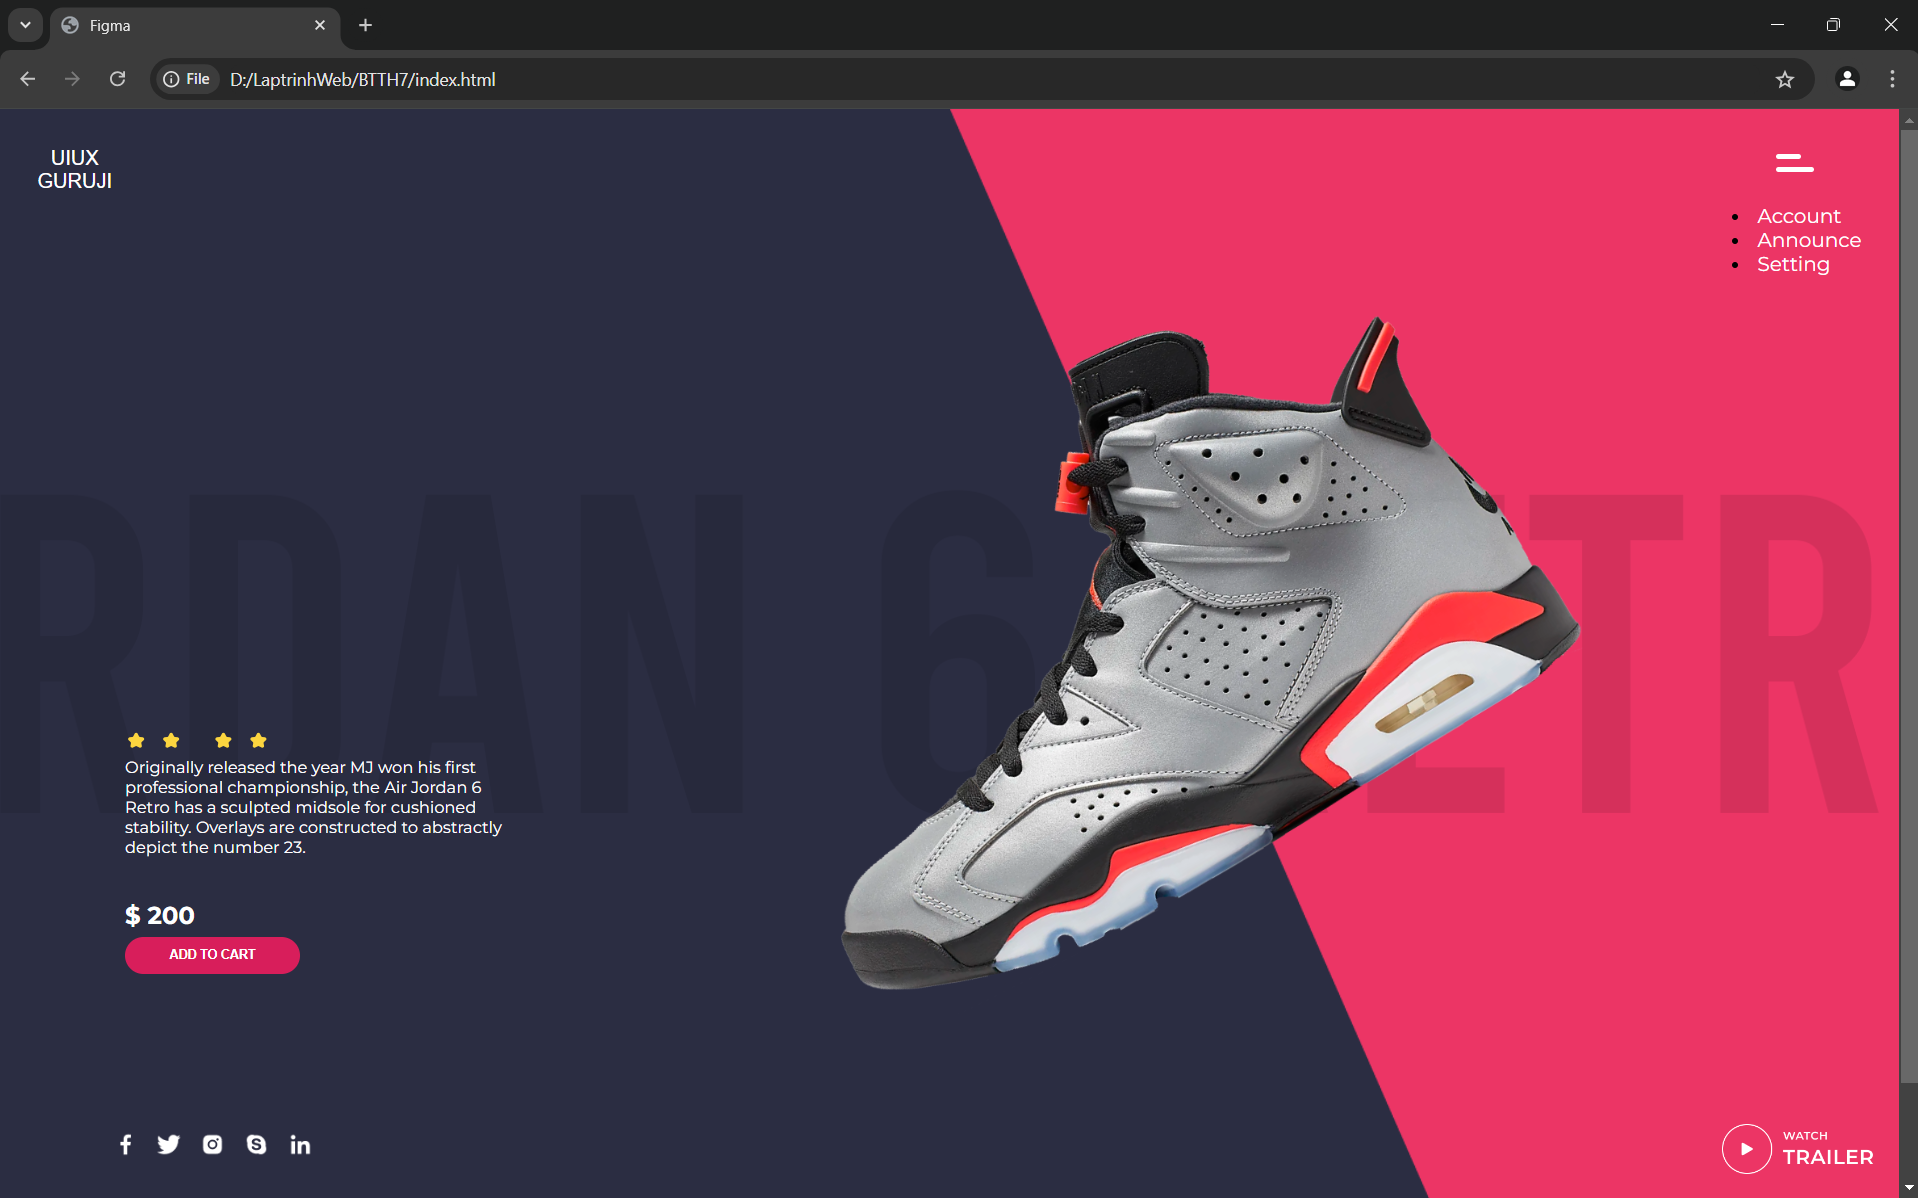 Figma
File
D:/LaptrinhWeb/BTTH7/index.html
UIUX
GURUJI
Account
Announce
Setting
RDAN 6 ETR
Originally released the year MJ won his first
professional championship, the Air Jordan 6
Retro has a sculpted midsole for cushioned
stability. Overlays are constructed to abstractly
depict the number 23.
$ 200
ADD TO CART
WATCH
TRAILER